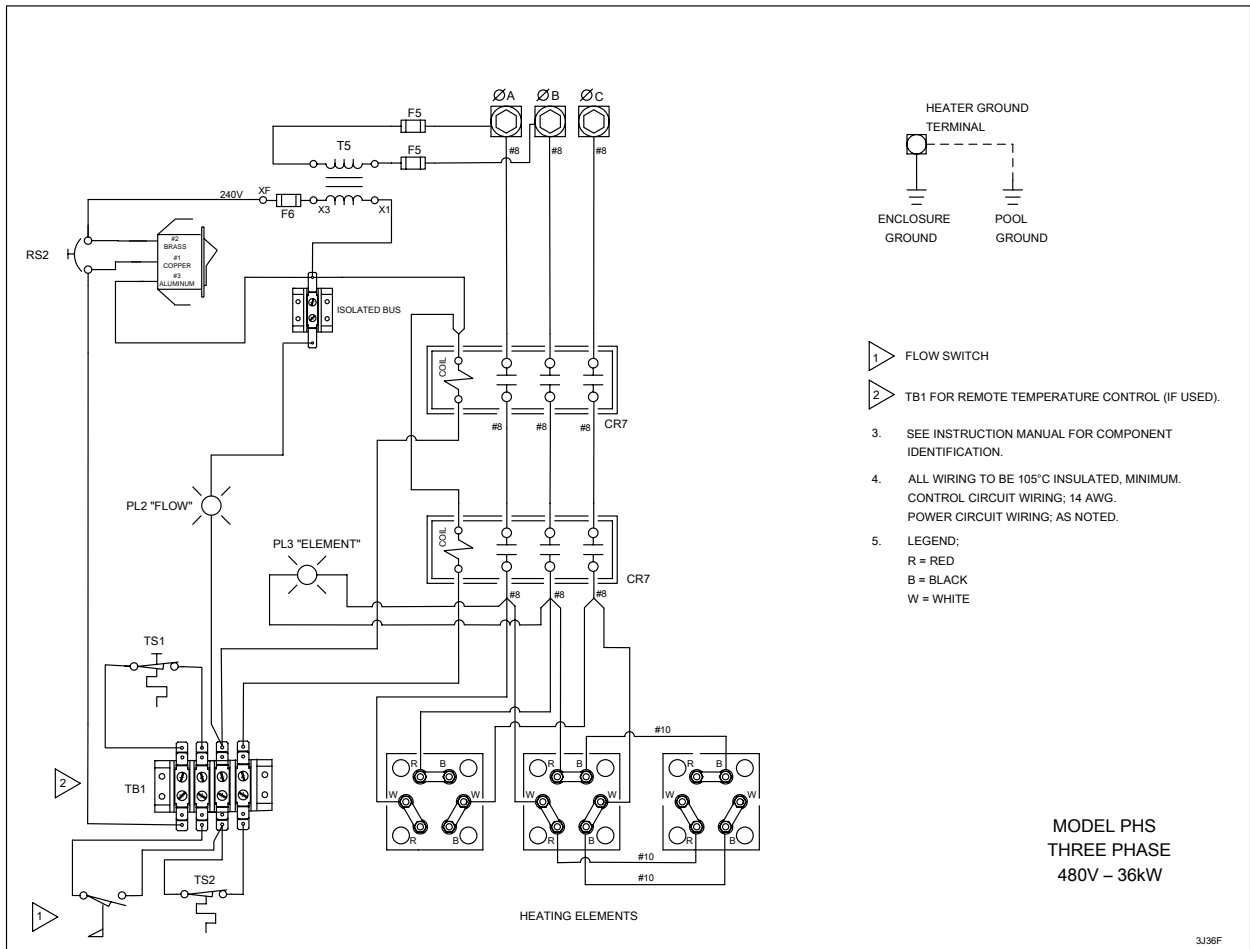 ØA ØB ØC
F5
T5
F5
#8 #8 #8
240V XF
F6 X3 X1
RS2
#2
BRASS
#1
COPPER
#3
ALUMINUM
ISOLATED BUS
COIL
CR7
#8 #8 #8
PL2 "FLOW"
COIL
PL3 "ELEMENT"
CR7
#8 #8 #8
TS1
#10
R B R B R B
W W W W W W
2
TB1
R B R B R B
#10
#10
TS2
1
HEATING ELEMENTS
HEATER GROUND
TERMINAL
ENCLOSURE
GROUND
POOL
GROUND
1 FLOW SWITCH
2 TB1 FOR REMOTE TEMPERATURE CONTROL (IF USED).
3. SEE INSTRUCTION MANUAL FOR COMPONENT
IDENTIFICATION.
4. ALL WIRING TO BE 105°C INSULATED, MINIMUM.
CONTROL CIRCUIT WIRING; 14 AWG.
POWER CIRCUIT WIRING; AS NOTED.
5. LEGEND;
R = RED
B = BLACK
W = WHITE
MODEL PHS
THREE PHASE
480V – 36kW
3J36F